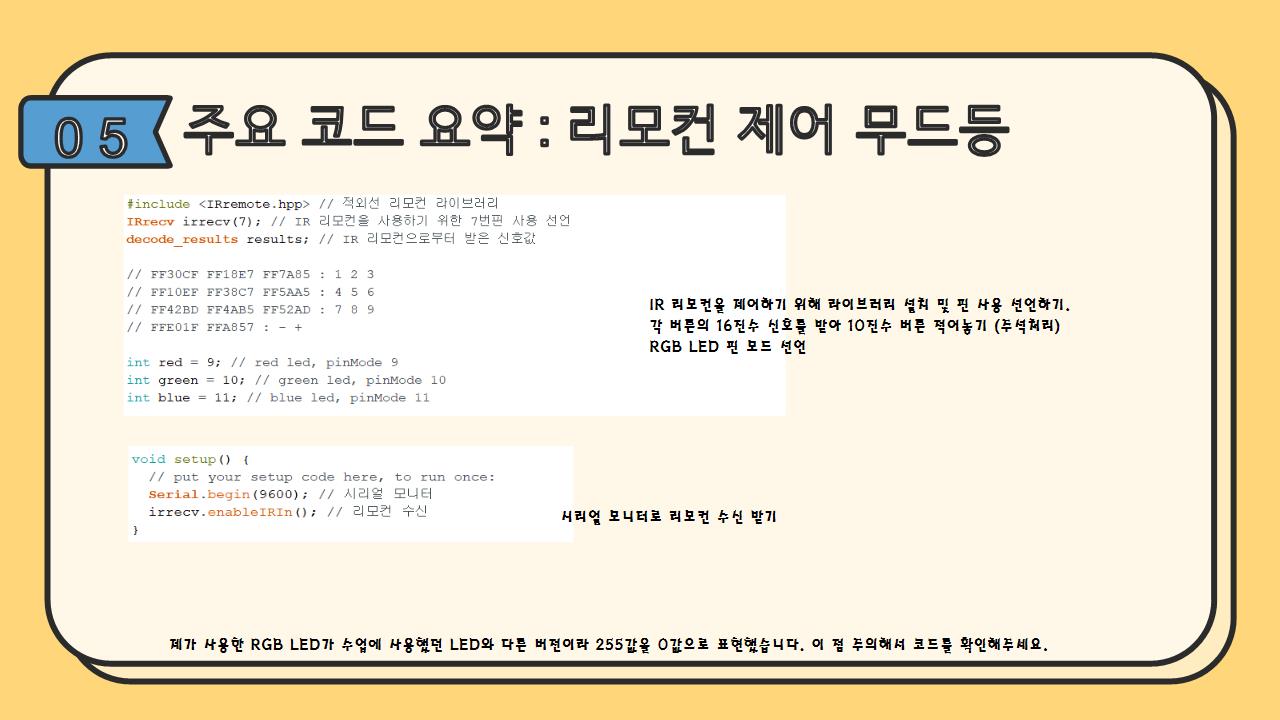 05 주요 코드 요약 : 리모컨 제어 무드등
#include <IRremote.hpp> // 적외선 리모컨 라이브러리
IRrecv irrecv(7); // IR 리모컨을 사용하기 위한 7번핀 사용 선언
decode_results results; // IR 리모컨으로부터 받은 신호값
// FF30CF FF18E7 FF7A85 : 1 2 3
// FF10EF FF38C7 FF5AA5 : 4 5 6
// FF42BD FF4AB5 FF52AD : 7 8 9
// FFE01F FFA857 : - +
int red = 9; // red led, pinMode 9
int green = 10; // green led, pinMode 10
int blue = 11; // blue led, pinMode 11
IR 리모컨을 제어하기 위해 라이브러리 설치 및 핀 사용 선언하기.
각 버튼의 16진수 신호를 받아 10진수 버튼 적어놓기 (주석처리)
RGB LED 핀 모드 선언
void setup() {
  // put your setup code here, to run once:
  Serial.begin(9600); // 시리얼 모니터
  irrecv.enableIRIn(); // 리모컨 수신
}
시리얼 모니터로 리모컨 수신 받기
제가 사용한 RGB LED가 수업에 사용했던 LED와 다른 버전이라 255값을 0값으로 표현했습니다. 이 점 주의해서 코드를 확인해주세요.